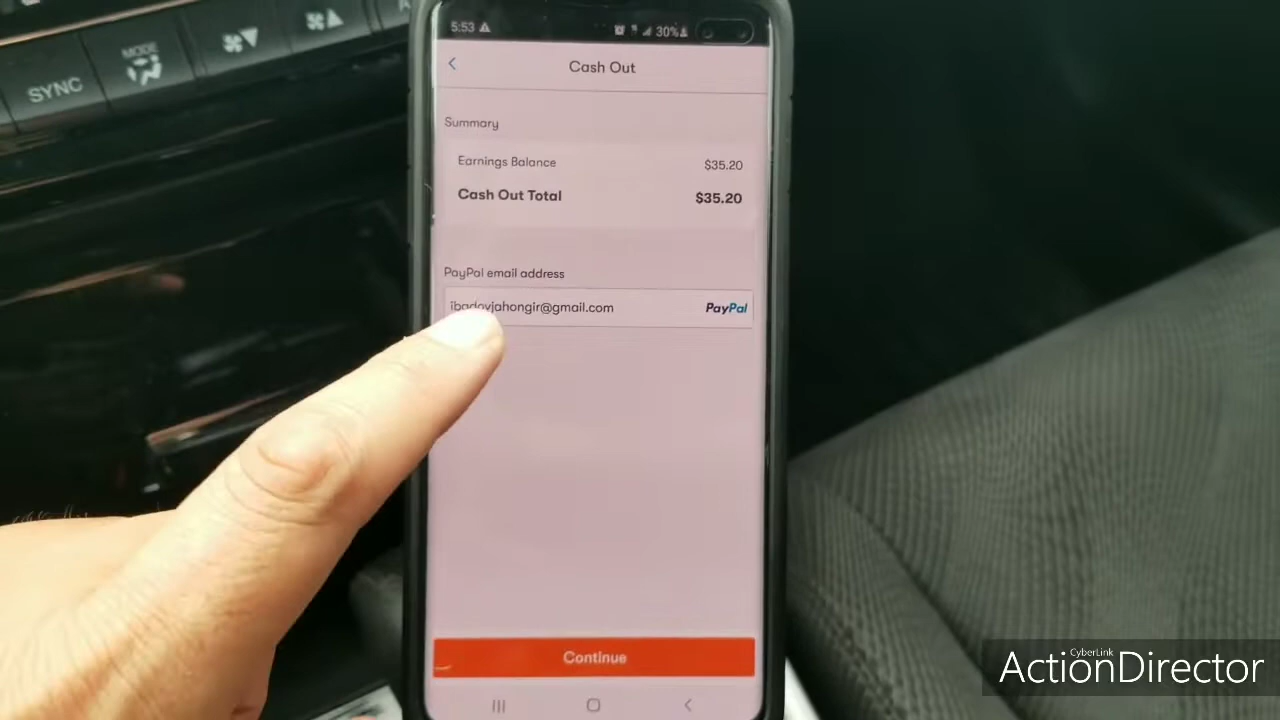 SYNC
MODE
A
5:53
30%
Cash Out
Summary
Earnings Balance $35.20
Cash Out Total $35.20
PayPal email address
ibadovjahongir@gmail.com PayPal
Continue
CyberLink
ActionDirector